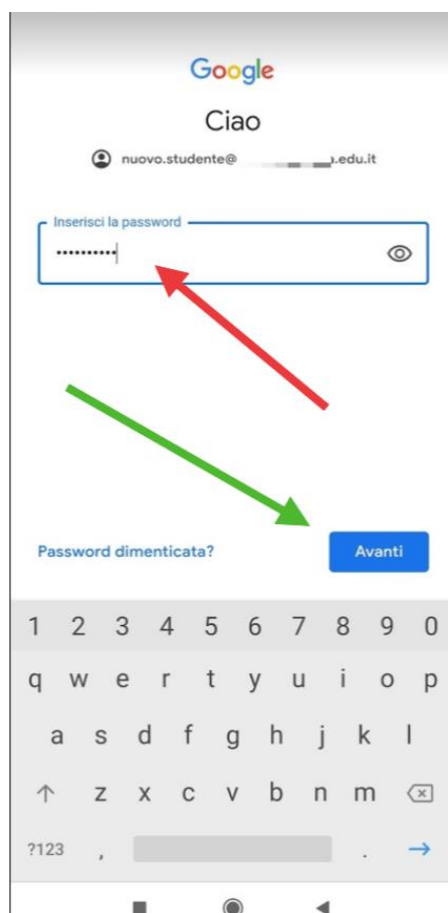 Google
Ciao
nuovo.studente@ .edu.it
Inserisci la password
••••••••••
Password dimenticata? Avanti
1 2 3 4 5 6 7 8 9 0
q w e r t y u i o p
a s d f g h j k l
z x c v b n m
?123 , .